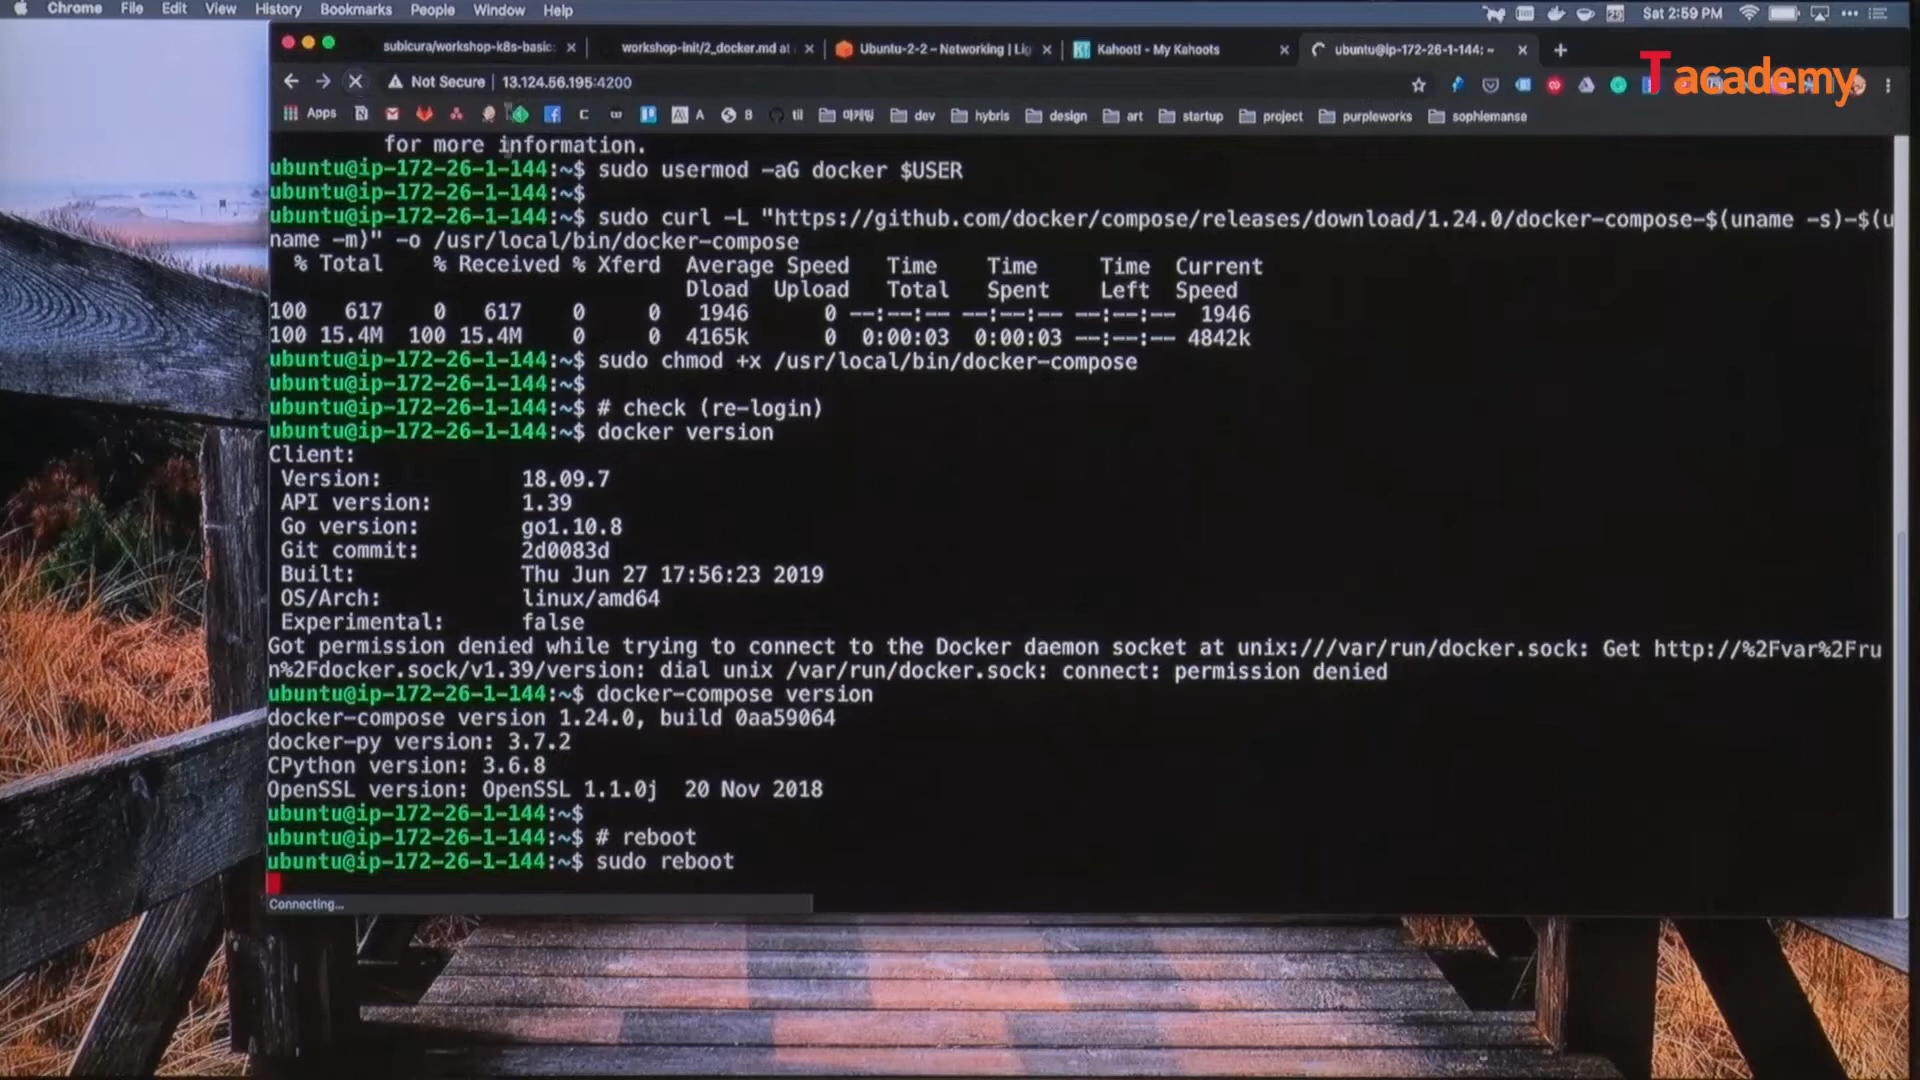 Chrome File Edit View History Bookmarks People Window Help
Sat 2:59 PM
subicura/workshop-k8s-basic
workshop-init/2_docker.md at
Ubuntu-2-2 – Networking | Lig
Kahoot! - My Kahoots
ubuntu@ip-172-26-1-144: ~
Tacademy
Not Secure | 13.124.56.195:4200
Apps A B til 마케팅 dev hybris design art startup project purpleworks sophiemanse
for more information.
ubuntu@ip-172-26-1-144:~$ sudo usermod -aG docker $USER
ubuntu@ip-172-26-1-144:~$
ubuntu@ip-172-26-1-144:~$ sudo curl -L "https://github.com/docker/compose/releases/download/1.24.0/docker-compose-$(uname -s)-$(u
name -m)" -o /usr/local/bin/docker-compose
% Total % Received % Xferd Average Speed Time Time Time Current
Dload Upload Total Spent Left Speed
100 617 0 617 0 0 1946 0 --:--:-- --:--:-- --:--:-- 1946
100 15.4M 100 15.4M 0 0 4165k 0 0:00:03 0:00:03 --:--:-- 4842k
ubuntu@ip-172-26-1-144:~$ sudo chmod +x /usr/local/bin/docker-compose
ubuntu@ip-172-26-1-144:~$
ubuntu@ip-172-26-1-144:~$ # check (re-login)
ubuntu@ip-172-26-1-144:~$ docker version
Client:
Version: 18.09.7
API version: 1.39
Go version: go1.10.8
Git commit: 2d0083d
Built: Thu Jun 27 17:56:23 2019
OS/Arch: linux/amd64
Experimental: false
Got permission denied while trying to connect to the Docker daemon socket at unix:///var/run/docker.sock: Get http://%2Fvar%2Fru
n%2Fdocker.sock/v1.39/version: dial unix /var/run/docker.sock: connect: permission denied
ubuntu@ip-172-26-1-144:~$ docker-compose version
docker-compose version 1.24.0, build 0aa59064
docker-py version: 3.7.2
CPython version: 3.6.8
OpenSSL version: OpenSSL 1.1.0j 20 Nov 2018
ubuntu@ip-172-26-1-144:~$
ubuntu@ip-172-26-1-144:~$ # reboot
ubuntu@ip-172-26-1-144:~$ sudo reboot
Connecting...